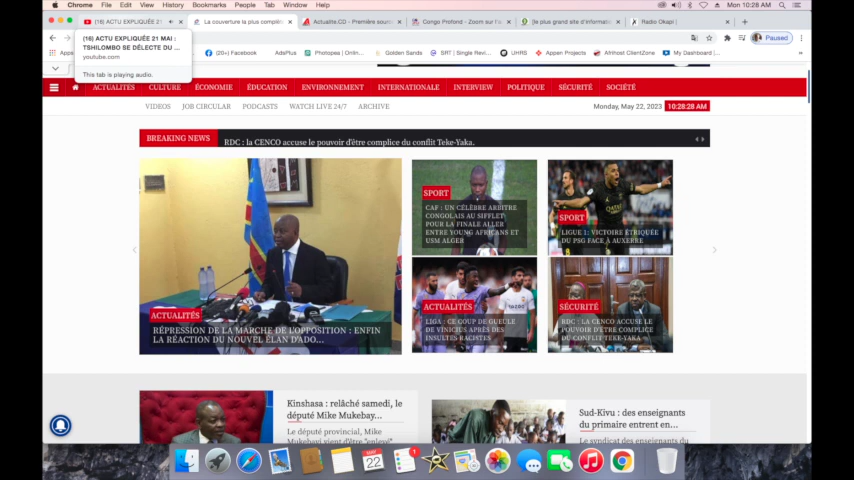 Chrome File Edit View History Bookmarks People Tab Window Help Mon 10:28 AM
(16) ACTU EXPLIQUÉE 21 La couverture la plus complèt Actualite.CD - Première sourc Congo Profond - Zoom sur l'a [le plus grand site d'informati Radio Okapi |
(16) ACTU EXPLIQUÉE 21 MAI :
TSHILOMBO SE DÉLECTE DU ...
youtube.com
This tab is playing audio.
Paused
Apps (20+) Facebook AdsPlus Photopea | Onlin... Golden Sands SRT | Single Revi... UHRS Appen Projects Afrihost ClientZone My Dashboard |...
ACTUALITÉS CULTURE ÉCONOMIE ÉDUCATION ENVIRONNEMENT INTERNATIONALE INTERVIEW POLITIQUE SÉCURITÉ SOCIÉTÉ
VIDEOS JOB CIRCULAR PODCASTS WATCH LIVE 24/7 ARCHIVE Monday, May 22, 2023 10:28:28 AM
BREAKING NEWS RDC : la CENCO accuse le pouvoir d'être complice du conflit Teke-Yaka.
ACTUALITÉS
RÉPRESSION DE LA MARCHE DE L'OPPOSITION : ENFIN
LA RÉACTION DU NOUVEL ÉLAN D'ADO...
SPORT
CAF : UN CÉLÈBRE ARBITRE
CONGOLAIS AU SIFFLET
POUR LA FINALE ALLER
ENTRE YOUNG AFRICANS ET
USM ALGER
SPORT
LIGUE 1: VICTOIRE ÉTRIQUÉE
DU PSG FACE À AUXERRE
ACTUALITÉS
LIGA : CE COUP DE GUEULE
DE VINICIUS APRÈS DES
INSULTES RACISTES
SÉCURITÉ
RDC : LA CENCO ACCUSE LE
POUVOIR D'ÊTRE COMPLICE
DU CONFLIT TEKE-YAKA
Kinshasa : relâché samedi, le
député Mike Mukebay...
Le député provincial, Mike
Mukebayi vient d'être "enlevé"
Sud-Kivu : des enseignants
du primaire entrent en...
Le syndicat des enseignants du
MAY
22
1